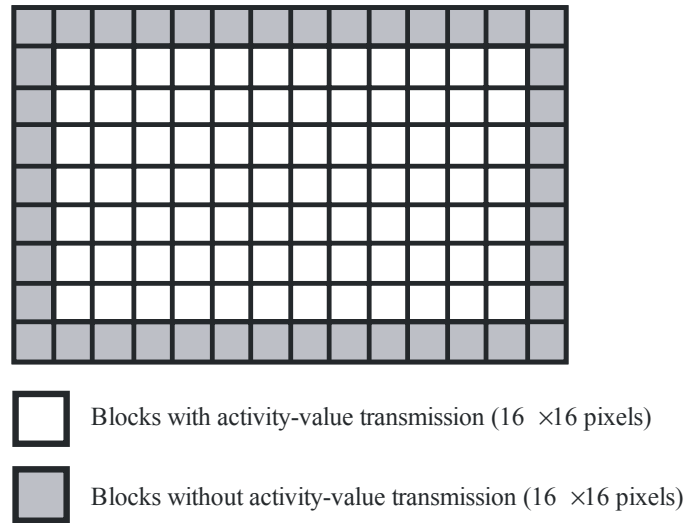 Blocks with activity-value transmission (16 ×16 pixels)
Blocks without activity-value transmission (16 ×16 pixels)